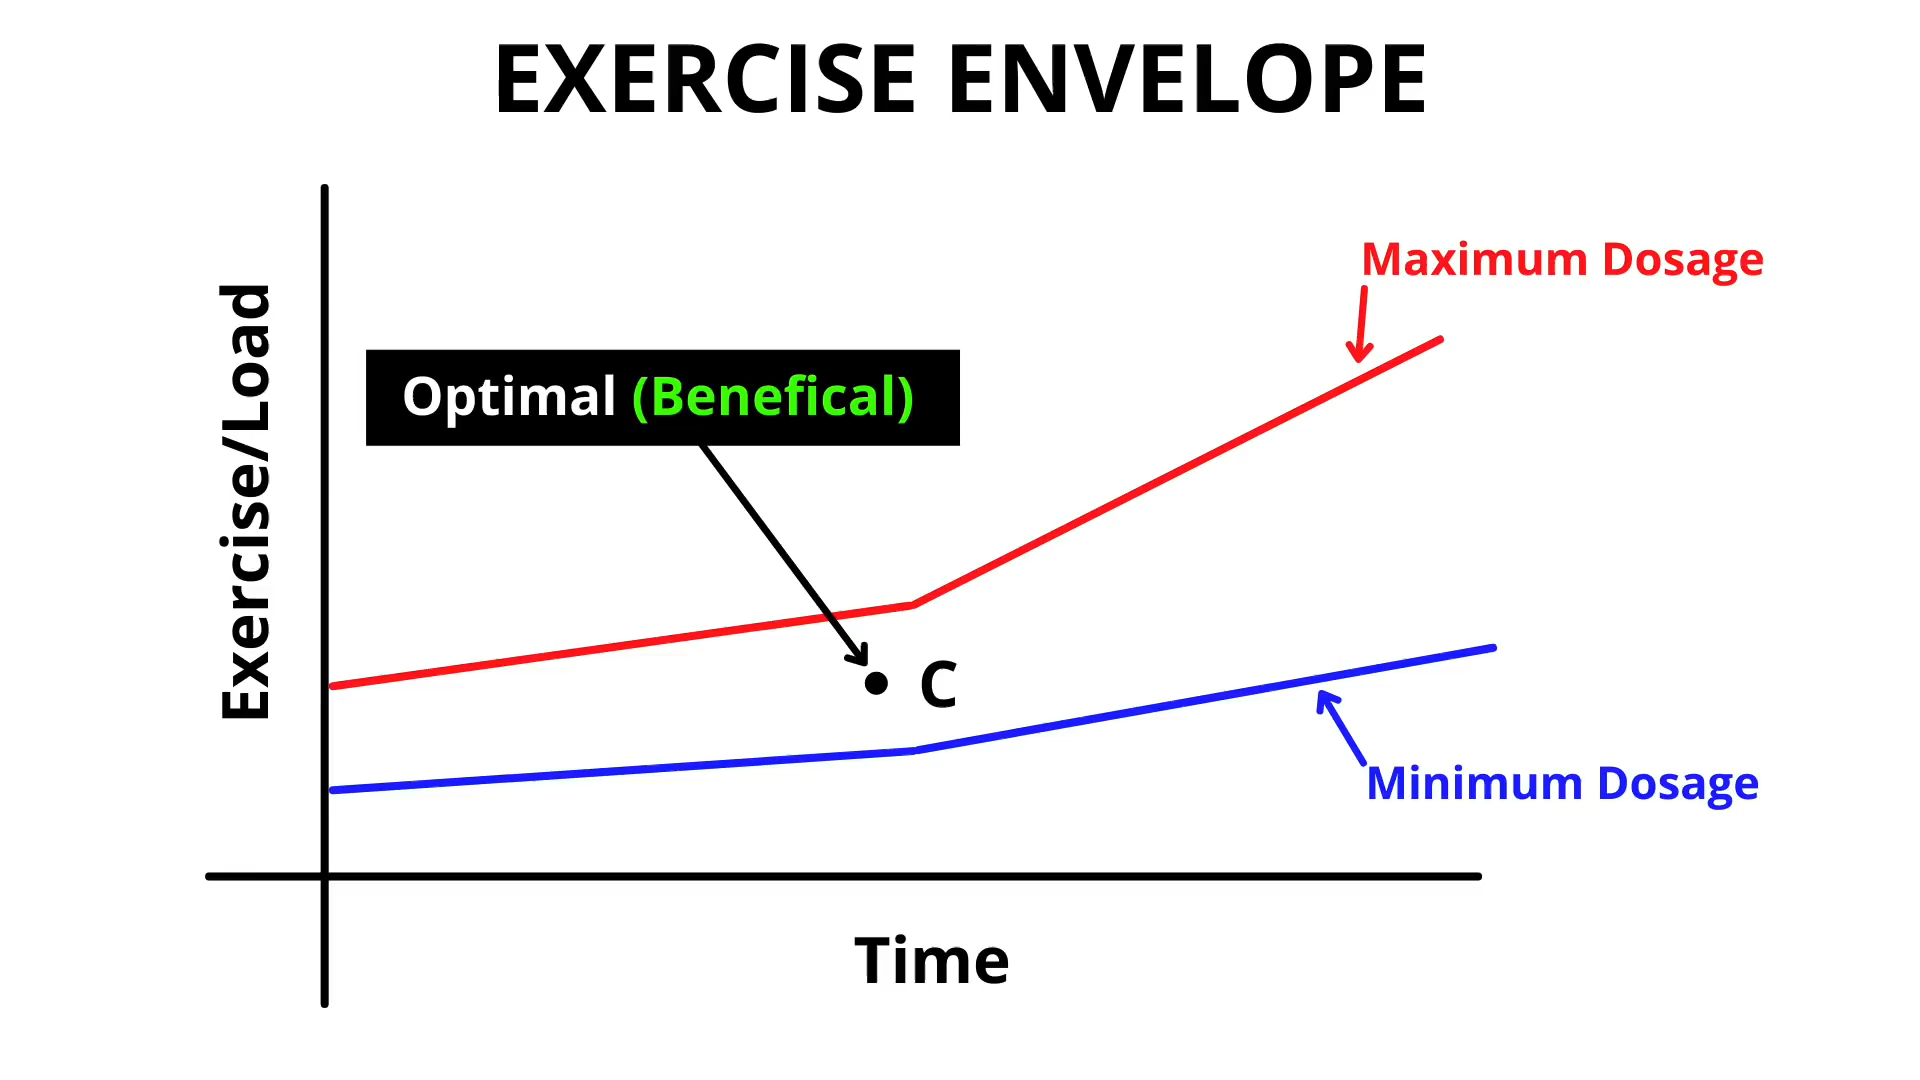 EXERCISE ENVELOPE
Maximum Dosage
Exercise/Load
Optimal (Benefical)
C
Minimum Dosage
Time